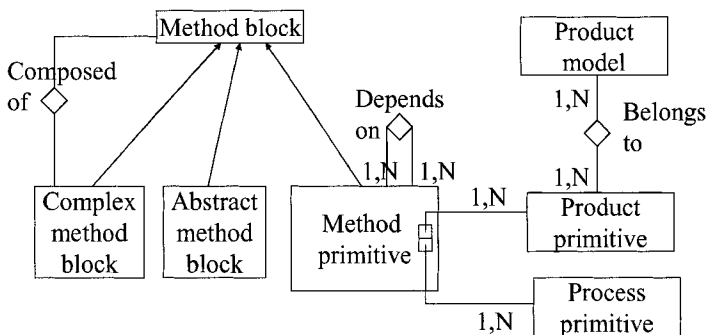 Method block
Product
model
Composed
of
Depends
on
1,N
Belongs
to
1,N
1,N
1,N
Complex
method
block
Abstract
method
block
Method
primitive
1,N
Product
primitive
1,N
Process
primitive